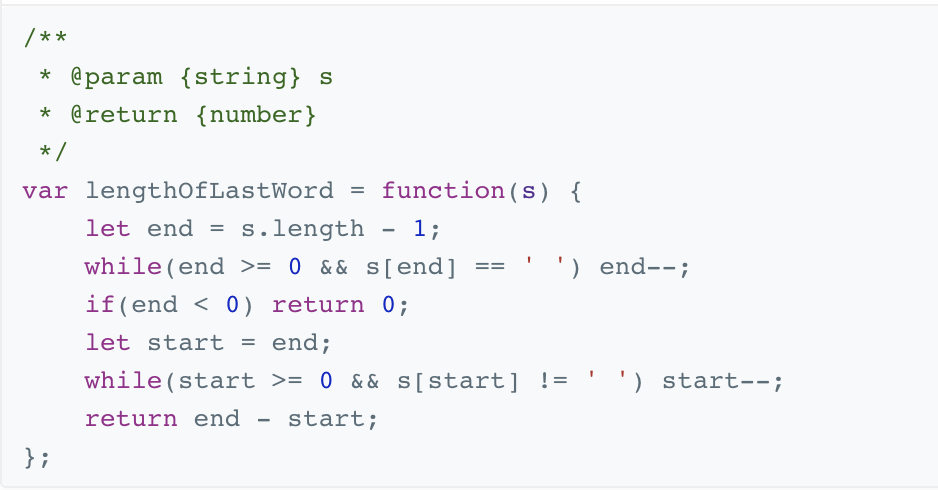 /**
 * @param {string} s
 * @return {number}
 */
var lengthOfLastWord = function(s) {
    let end = s.length - 1;
    while(end >= 0 && s[end] == ' ') end--;
    if(end < 0) return 0;
    let start = end;
    while(start >= 0 && s[start] != ' ') start--;
    return end - start;
};